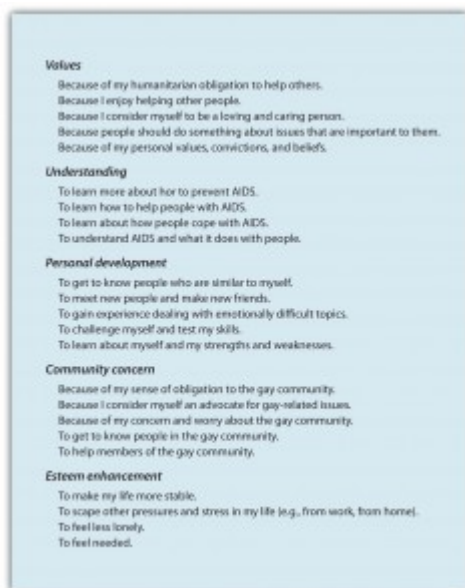 Values
Because of my humanitarian obligation to help others.
Because I enjoy helping other people.
Because I consider myself to be a loving and caring person.
Because people should do something about issues that are important to them.
Because of my personal values, convictions, and beliefs.
Understanding
To learn more about hor to prevent AIDS.
To learn how to help people with AIDS.
To learn about how people cope with AIDS.
To understand AIDS and what it does with people.
Personal development
To get to know people who are similar to myself.
To meet new people and make new friends.
To gain experience dealing with emotionally difficult topics.
To challenge myself and test my skills.
To learn about myself and my strengths and weaknesses.
Community concern
Because of my sense of obligation to the gay community.
Because I consider myself an advocate for gay-related issues.
Because of my concern and worry about the gay community.
To get to know people in the gay community.
To help members of the gay community.
Esteem enhancement
To make my life more stable.
To scape other pressures and stress in my life (e.g., from work, from home).
To feel less lonely.
To feel needed.